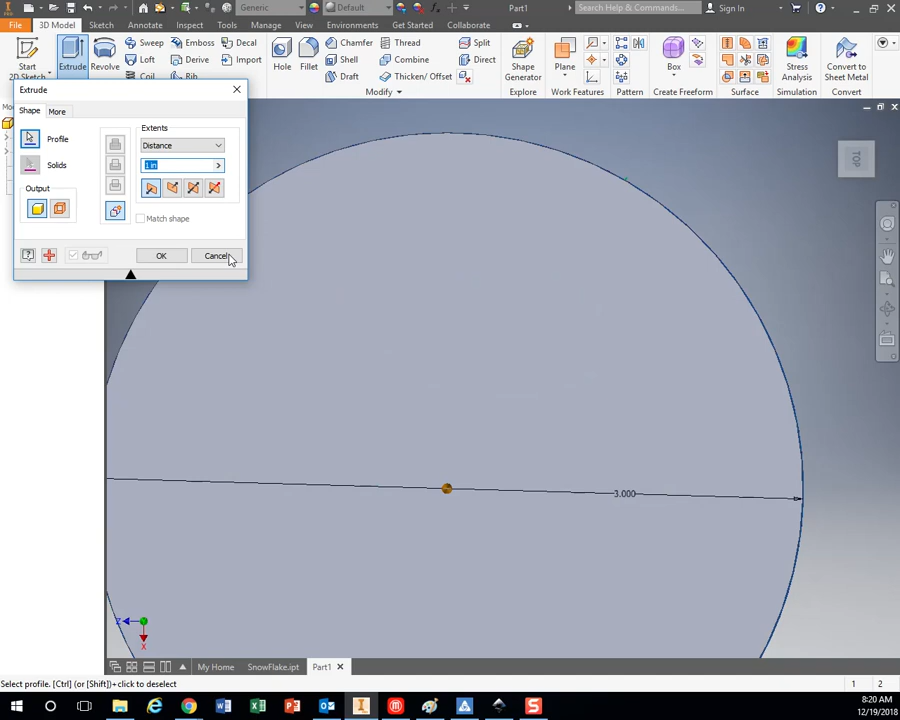 Generic
Default
Part1
Search Help & Commands...
Sign In
File
3D Model
Sketch
Annotate
Inspect
Tools
Manage
View
Environments
Get Started
Collaborate
Start
2D Sketch
Extrude
Revolve
Sweep
Emboss
Decal
Loft
Derive
Import
Coil
Rib
Hole
Fillet
Chamfer
Thread
Split
Shell
Combine
Direct
Draft
Thicken/ Offset
Modify
Shape
Generator
Explore
Plane
Work Features
Pattern
Box
Create Freeform
Surface
Stress
Analysis
Simulation
Convert to
Sheet Metal
Extrude
Shape
More
Profile
Solids
Output
Extents
Distance
1 in
Match shape
OK
Cancel
TOP
3.000
Z
X
My Home
SnowFlake.ipt
Part1
Select profile. [Ctrl] (or [Shift])+ click to deselect
1
2
8:20 AM
12/19/2018